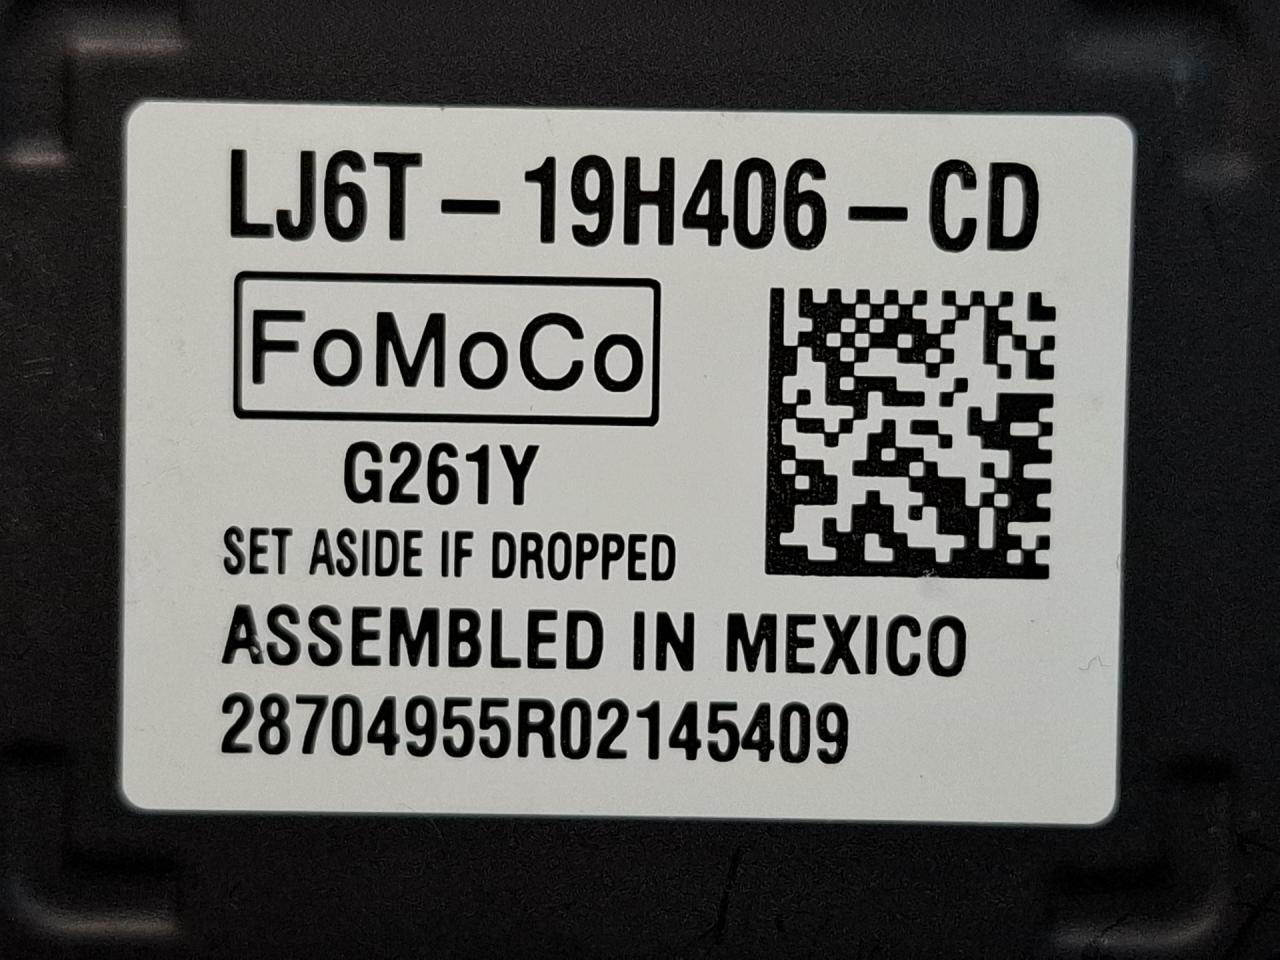 LJ6T-19H406-CD
FoMoCo
G261Y
SET ASIDE IF DROPPED
ASSEMBLED IN MEXICO
28704955R02145409